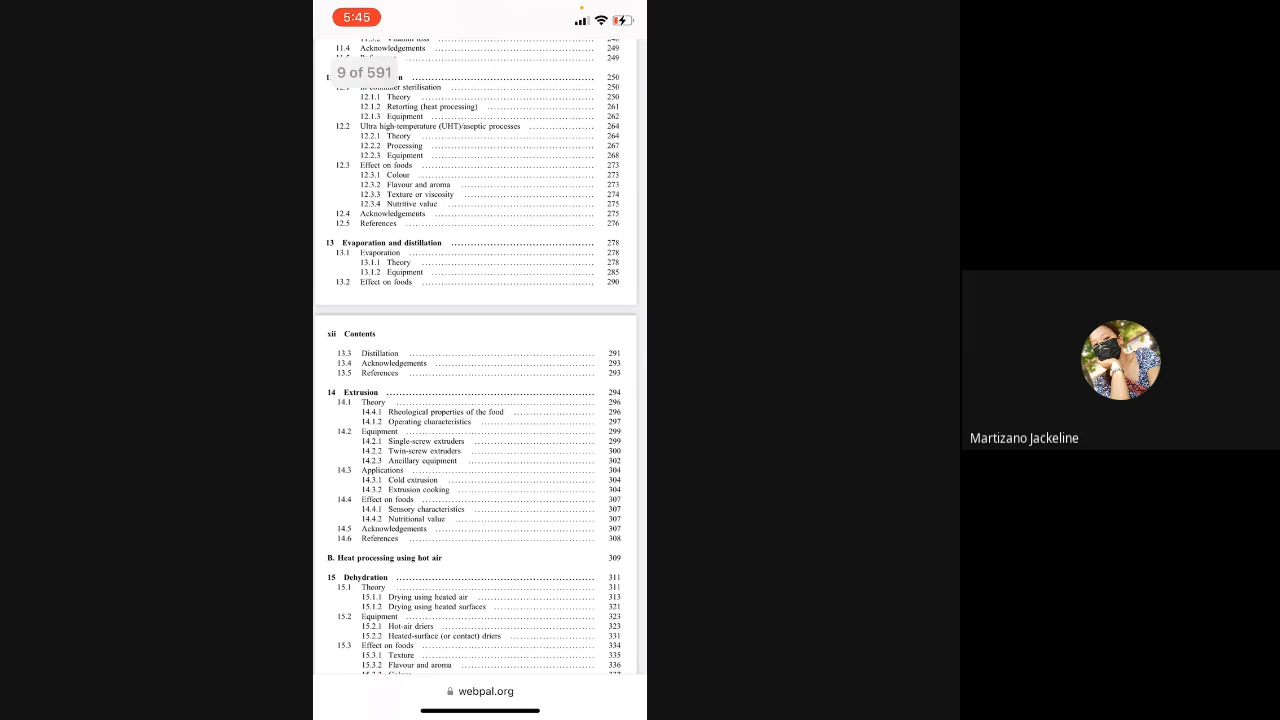 5:45
9 of 591
11.4 Acknowledgements 249
249
250
12.1 In-container sterilisation 250
12.1.1 Theory 250
12.1.2 Retorting (heat processing) 261
12.1.3 Equipment 262
12.2 Ultra high-temperature (UHT)/aseptic processes 264
12.2.1 Theory 264
12.2.2 Processing 267
12.2.3 Equipment 268
12.3 Effect on foods 273
12.3.1 Colour 273
12.3.2 Flavour and aroma 273
12.3.3 Texture or viscosity 274
12.3.4 Nutritive value 275
12.4 Acknowledgements 275
12.5 References 276
13 Evaporation and distillation 278
13.1 Evaporation 278
13.1.1 Theory 278
13.1.2 Equipment 285
13.2 Effect on foods 290
xii Contents
13.3 Distillation 291
13.4 Acknowledgements 293
13.5 References 293
14 Extrusion 294
14.1 Theory 296
14.4.1 Rheological properties of the food 296
14.1.2 Operating characteristics 297
14.2 Equipment 299
14.2.1 Single-screw extruders 299
14.2.2 Twin-screw extruders 300
14.2.3 Ancillary equipment 302
14.3 Applications 304
14.3.1 Cold extrusion 304
14.3.2 Extrusion cooking 304
14.4 Effect on foods 307
14.4.1 Sensory characteristics 307
14.4.2 Nutritional value 307
14.5 Acknowledgements 307
14.6 References 308
B. Heat processing using hot air 309
15 Dehydration 311
15.1 Theory 311
15.1.1 Drying using heated air 313
15.1.2 Drying using heated surfaces 321
15.2 Equipment 323
15.2.1 Hot-air driers 323
15.2.2 Heated-surface (or contact) driers 331
15.3 Effect on foods 334
15.3.1 Texture 335
15.3.2 Flavour and aroma 336
webpal.org
Martizano Jackeline